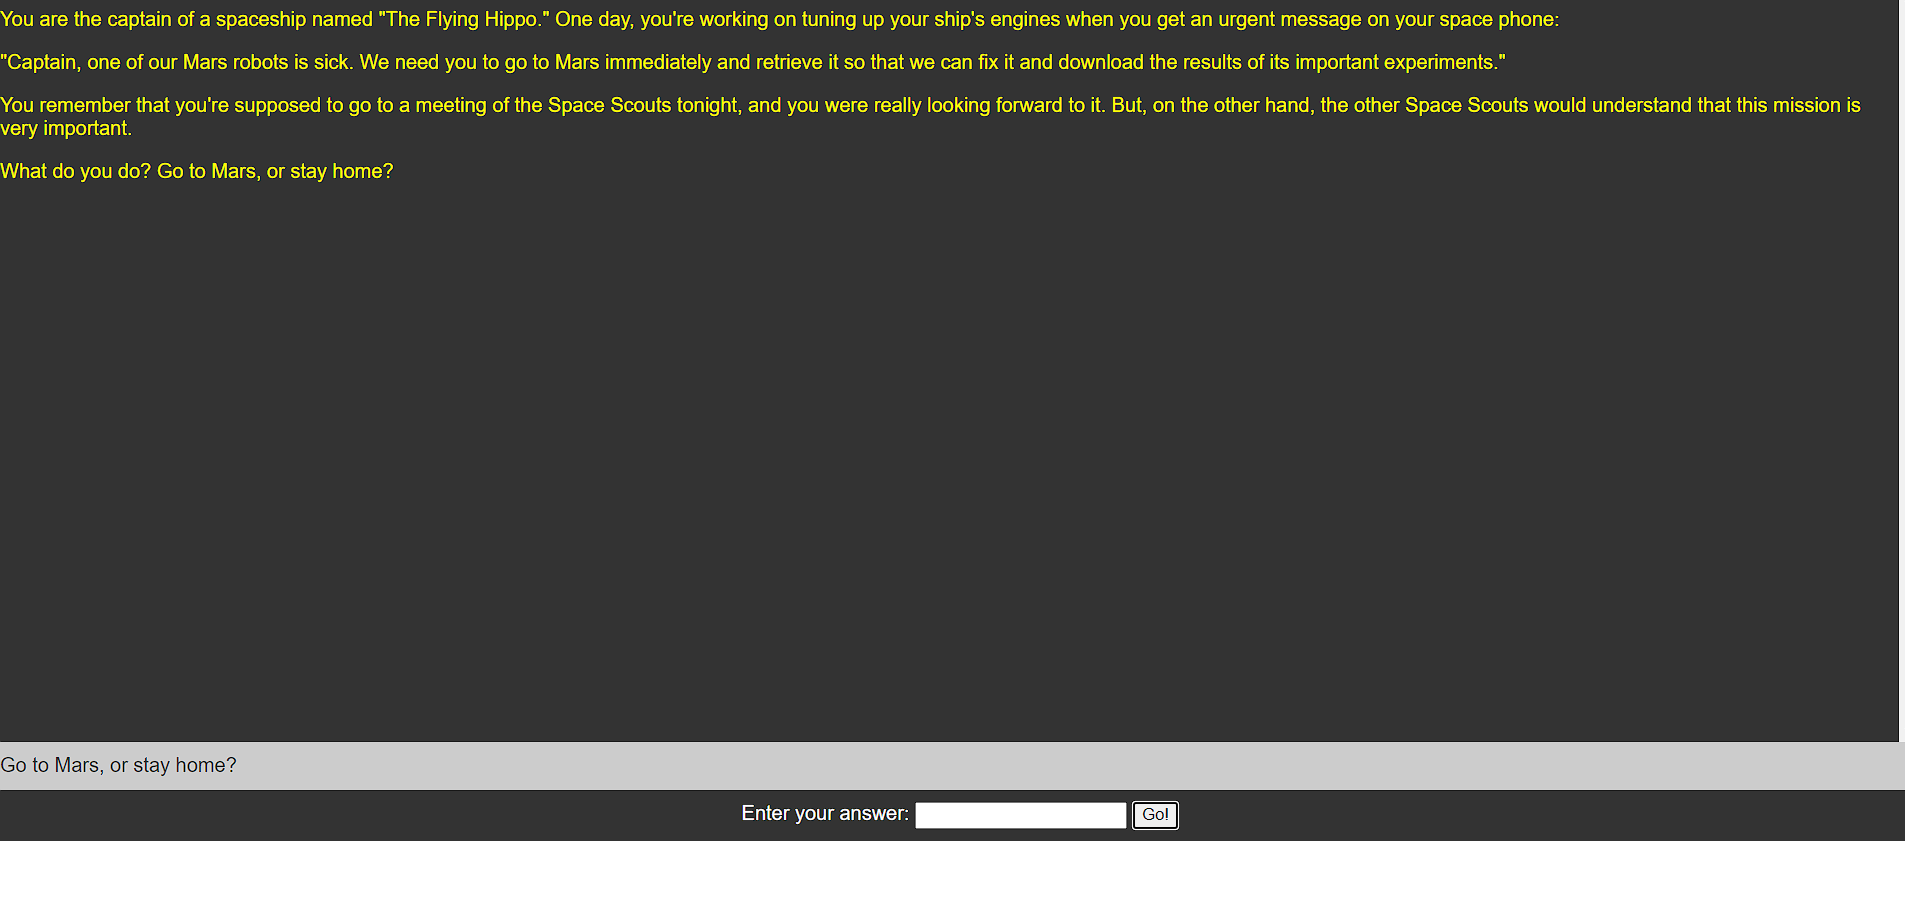 You are the captain of a spaceship named "The Flying Hippo." One day, you're working on tuning up your ship's engines when you get an urgent message on your space phone:
"Captain, one of our Mars robots is sick. We need you to go to Mars immediately and retrieve it so that we can fix it and download the results of its important experiments."
You remember that you're supposed to go to a meeting of the Space Scouts tonight, and you were really looking forward to it. But, on the other hand, the other Space Scouts would understand that this mission is
very important.
What do you do? Go to Mars, or stay home?
Go to Mars, or stay home?
Enter your answer: Go!